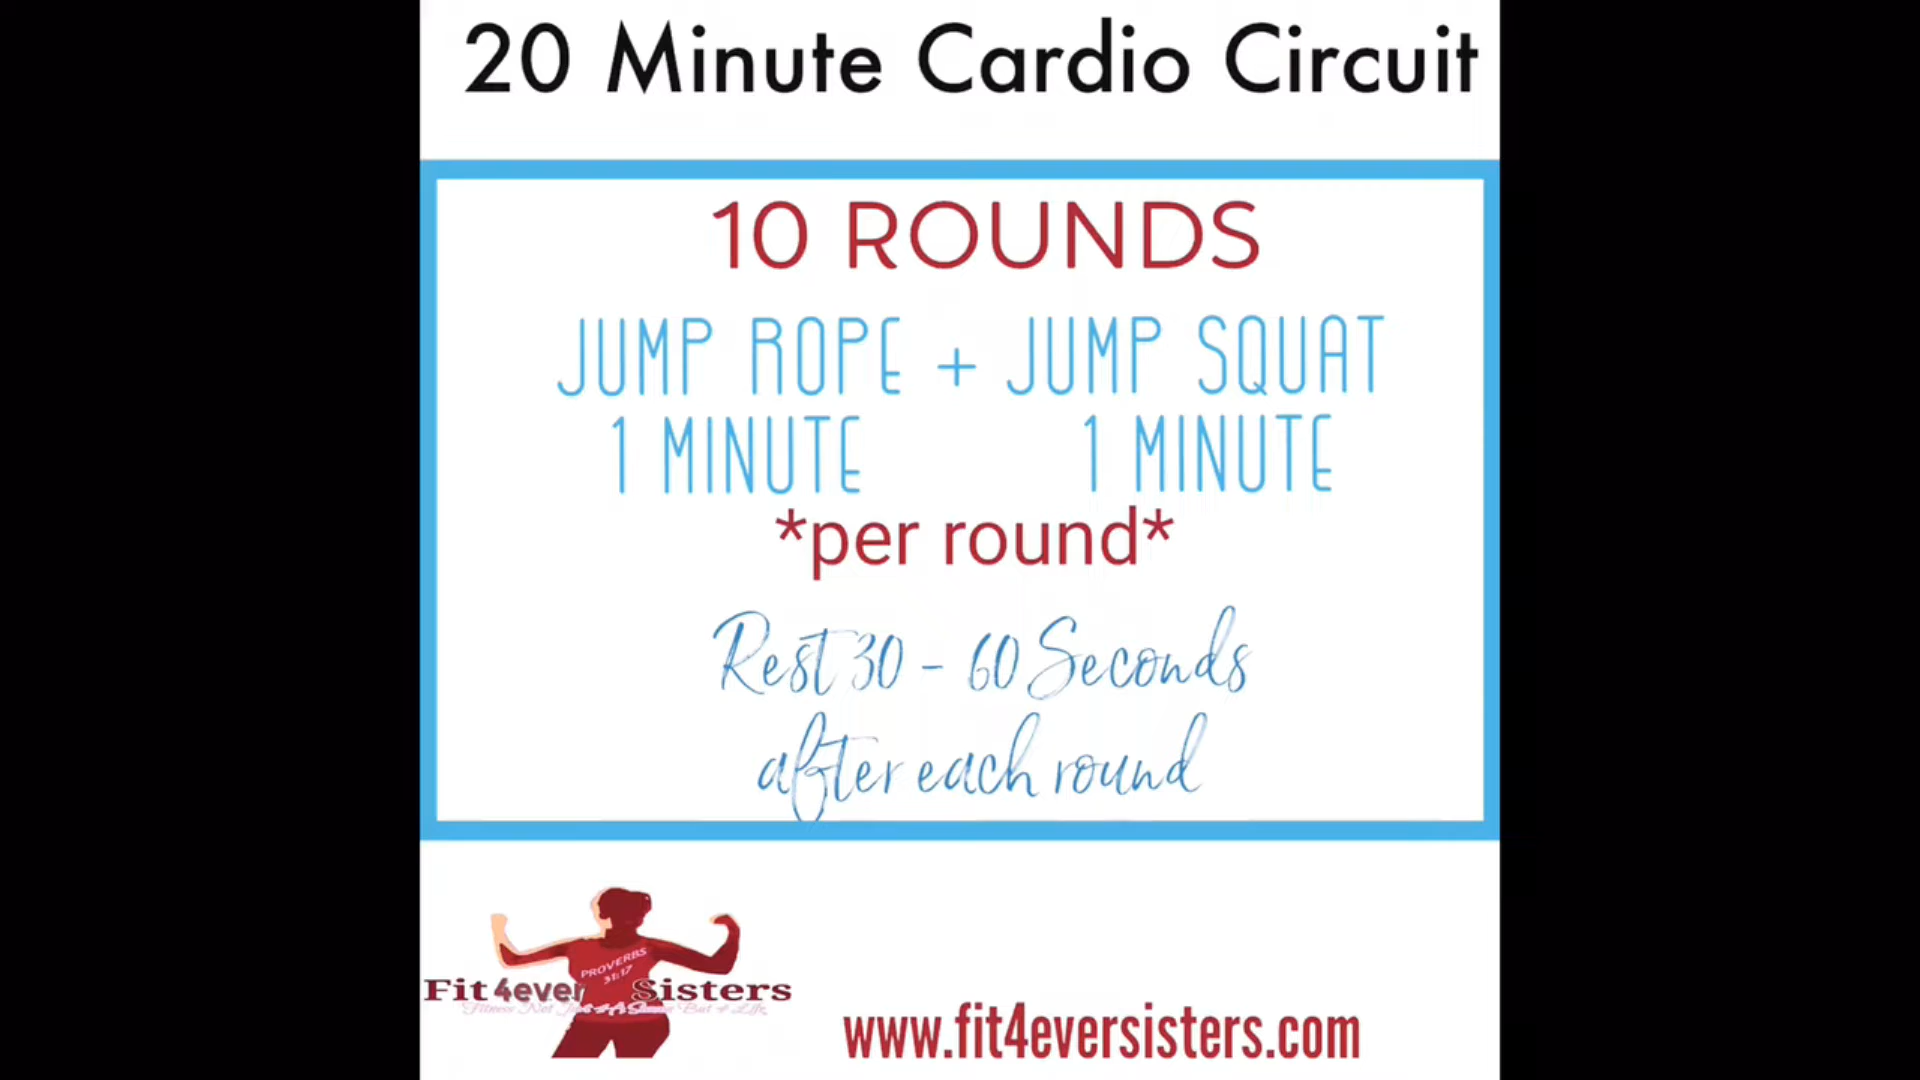 20 Minute Cardio Circuit
10 ROUNDS
JUMP ROPE + JUMP SQUAT
1 MINUTE 1 MINUTE
*per round*
Rest 30 - 60 Seconds
after each round
PROVERBS
31:17
Fit4ever Sisters
www.fit4eversisters.com